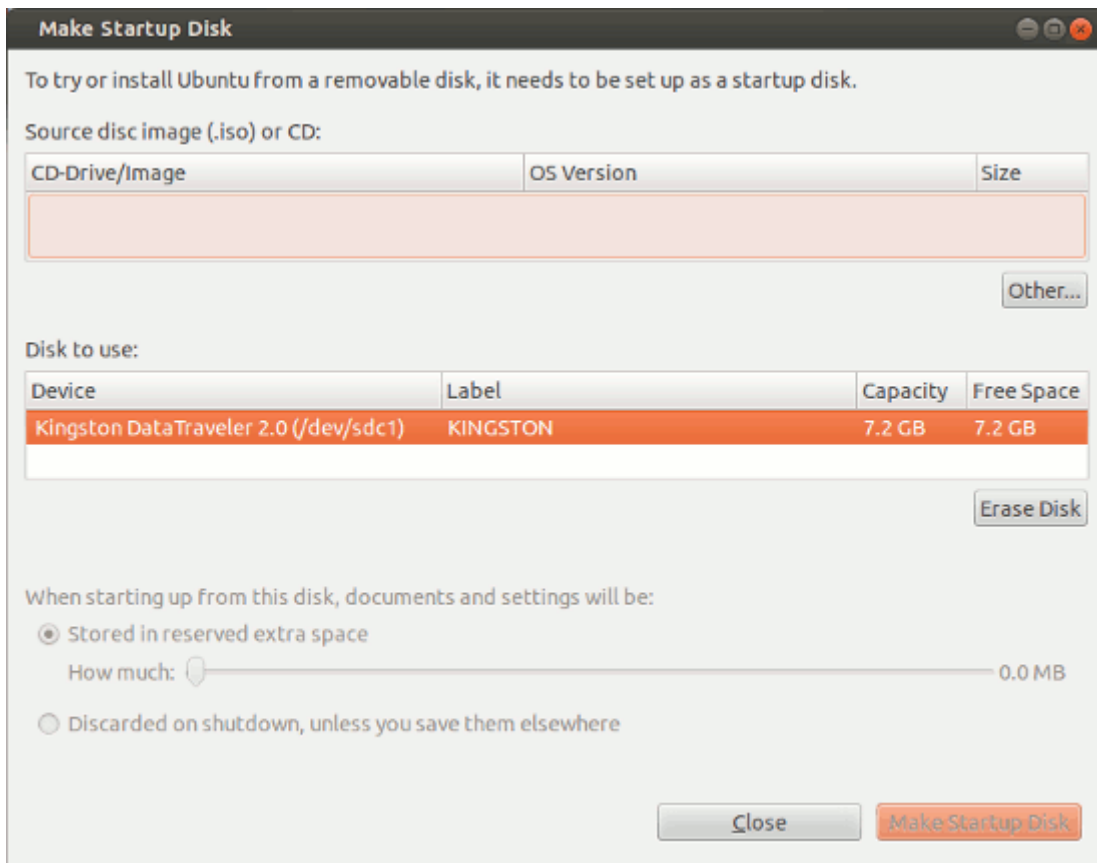 Make Startup Disk
To try or install Ubuntu from a removable disk, it needs to be set up as a startup disk.
Source disc image (.iso) or CD:
CD-Drive/Image OS Version Size
Other...
Disk to use:
Device Label Capacity Free Space
Kingston DataTraveler 2.0 (/dev/sdc1) KINGSTON 7.2 GB 7.2 GB
Erase Disk
When starting up from this disk, documents and settings will be:
Stored in reserved extra space
How much: 0.0 MB
Discarded on shutdown, unless you save them elsewhere
Close Make Startup Disk